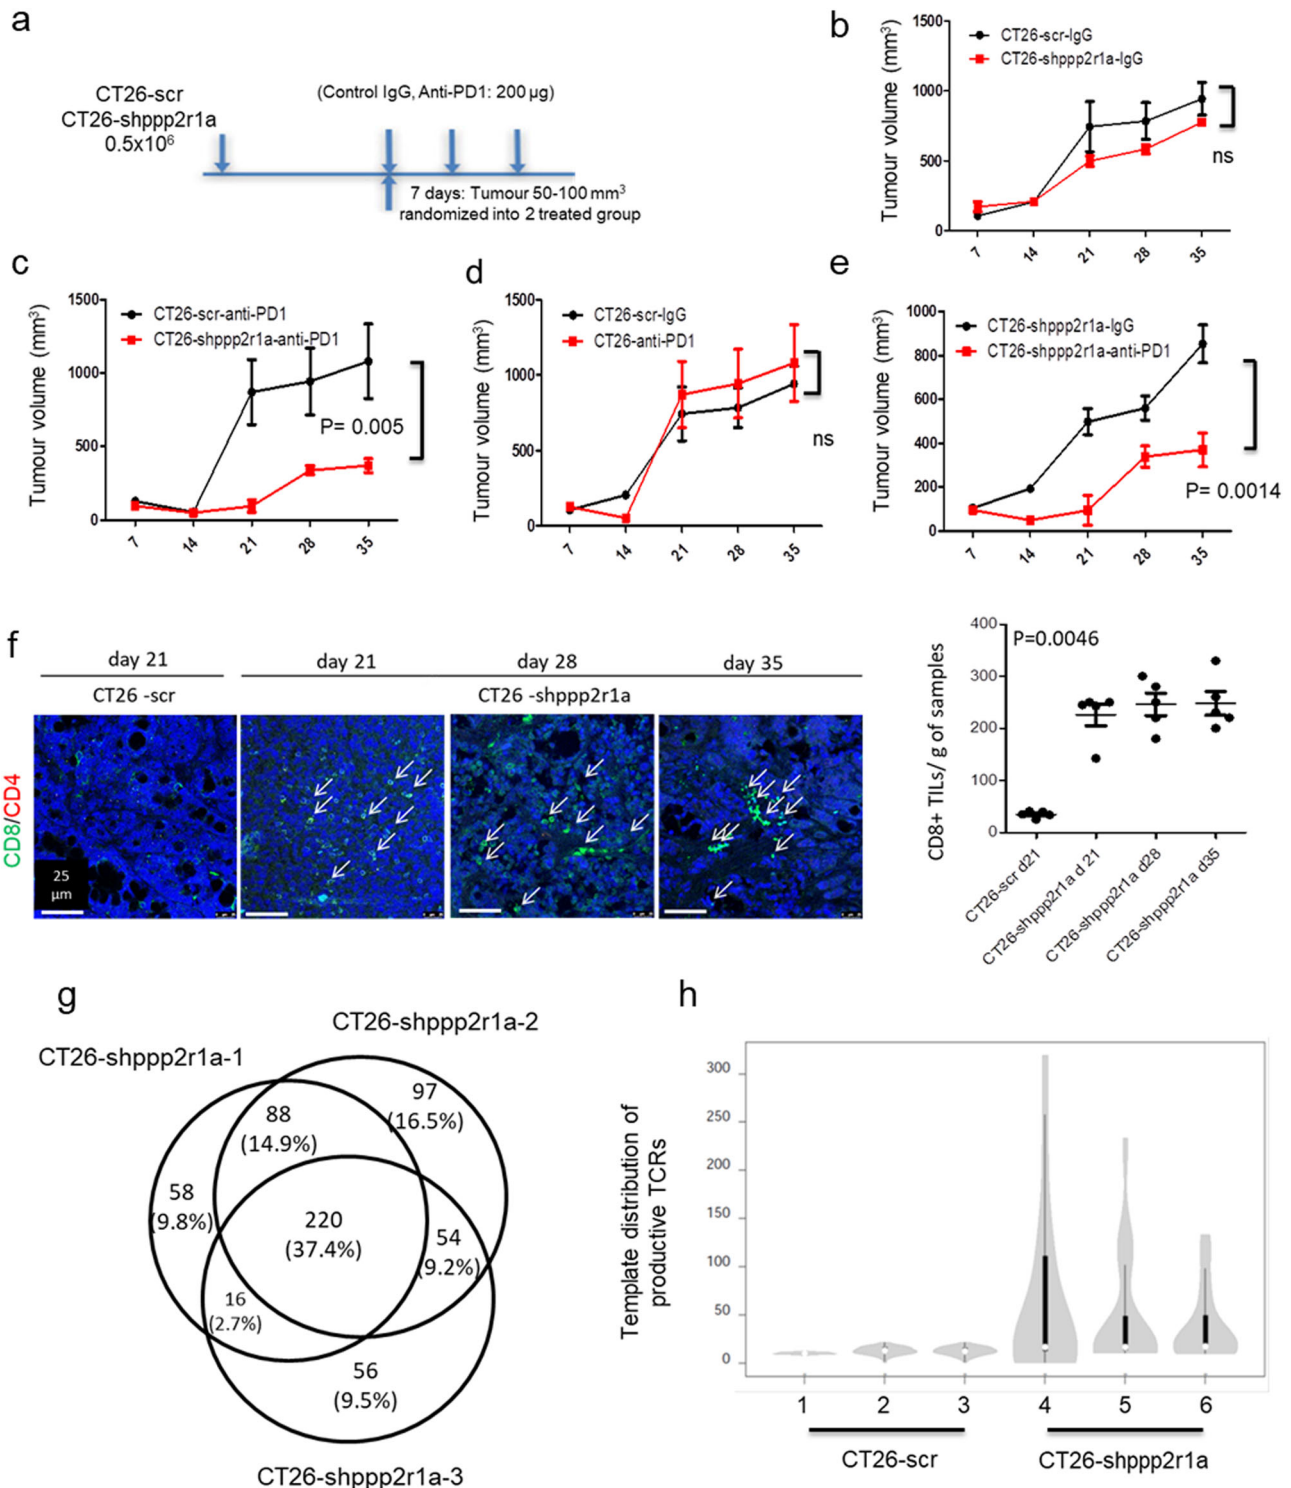 a
CT26-scr
CT26-shppp2r1a
0.5x10⁶
(Control IgG, Anti-PD1: 200 µg)
7 days: Tumour 50-100 mm³
randomized into 2 treated group
b
Tumour volume (mm³)
1500
1000
500
0
CT26-scr-IgG
CT26-shppp2r1a-IgG
ns
7 14 21 28 35
c
Tumour volume (mm³)
1500
1000
500
0
CT26-scr-anti-PD1
CT26-shppp2r1a-anti-PD1
P= 0.005
7 14 21 28 35
d
Tumour volume (mm³)
1500
1000
500
0
CT26-scr-IgG
CT26-anti-PD1
ns
7 14 21 28 35
e
Tumour volume (mm³)
1000
800
600
400
200
0
CT26-shppp2r1a-IgG
CT26-shppp2r1a-anti-PD1
P= 0.0014
7 14 21 28 35
f
day 21 day 21 day 28 day 35
CT26 -scr CT26 -shppp2r1a
CD8/CD4
25
µm
CD8+ TILs/ g of samples
400
300
200
100
0
P=0.0046
CT26-scr d21
CT26-shppp2r1a d 21
CT26-shppp2r1a d28
CT26-shppp2r1a d35
g
CT26-shppp2r1a-2
CT26-shppp2r1a-1
97
(16.5%)
88
(14.9%)
58
(9.8%)
220
(37.4%)
54
(9.2%)
16
(2.7%)
56
(9.5%)
CT26-shppp2r1a-3
h
Template distribution of
productive TCRs
300
250
200
150
100
50
0
1 2 3 4 5 6
CT26-scr CT26-shppp2r1a